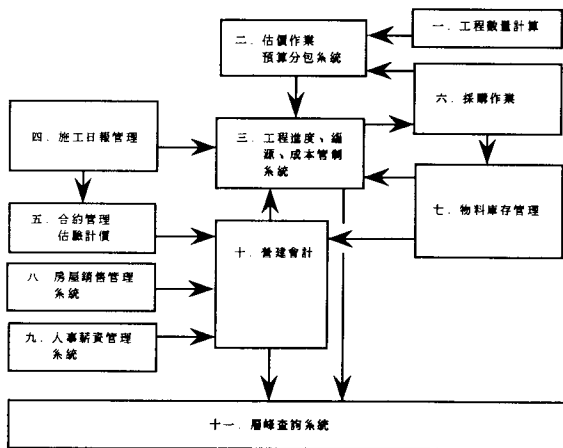 一．工程數量計算
二．估價作業
預算分包系統
六．採購作業
四．施工日報管理
三．工程進度、編
源、成本管制
系統
五．合約管理
估驗計價
七．物料庫存管理
十．營建會計
八 房屋銷售管理
系統
九．人事薪資管理
系統
十一．層峰查詢系統